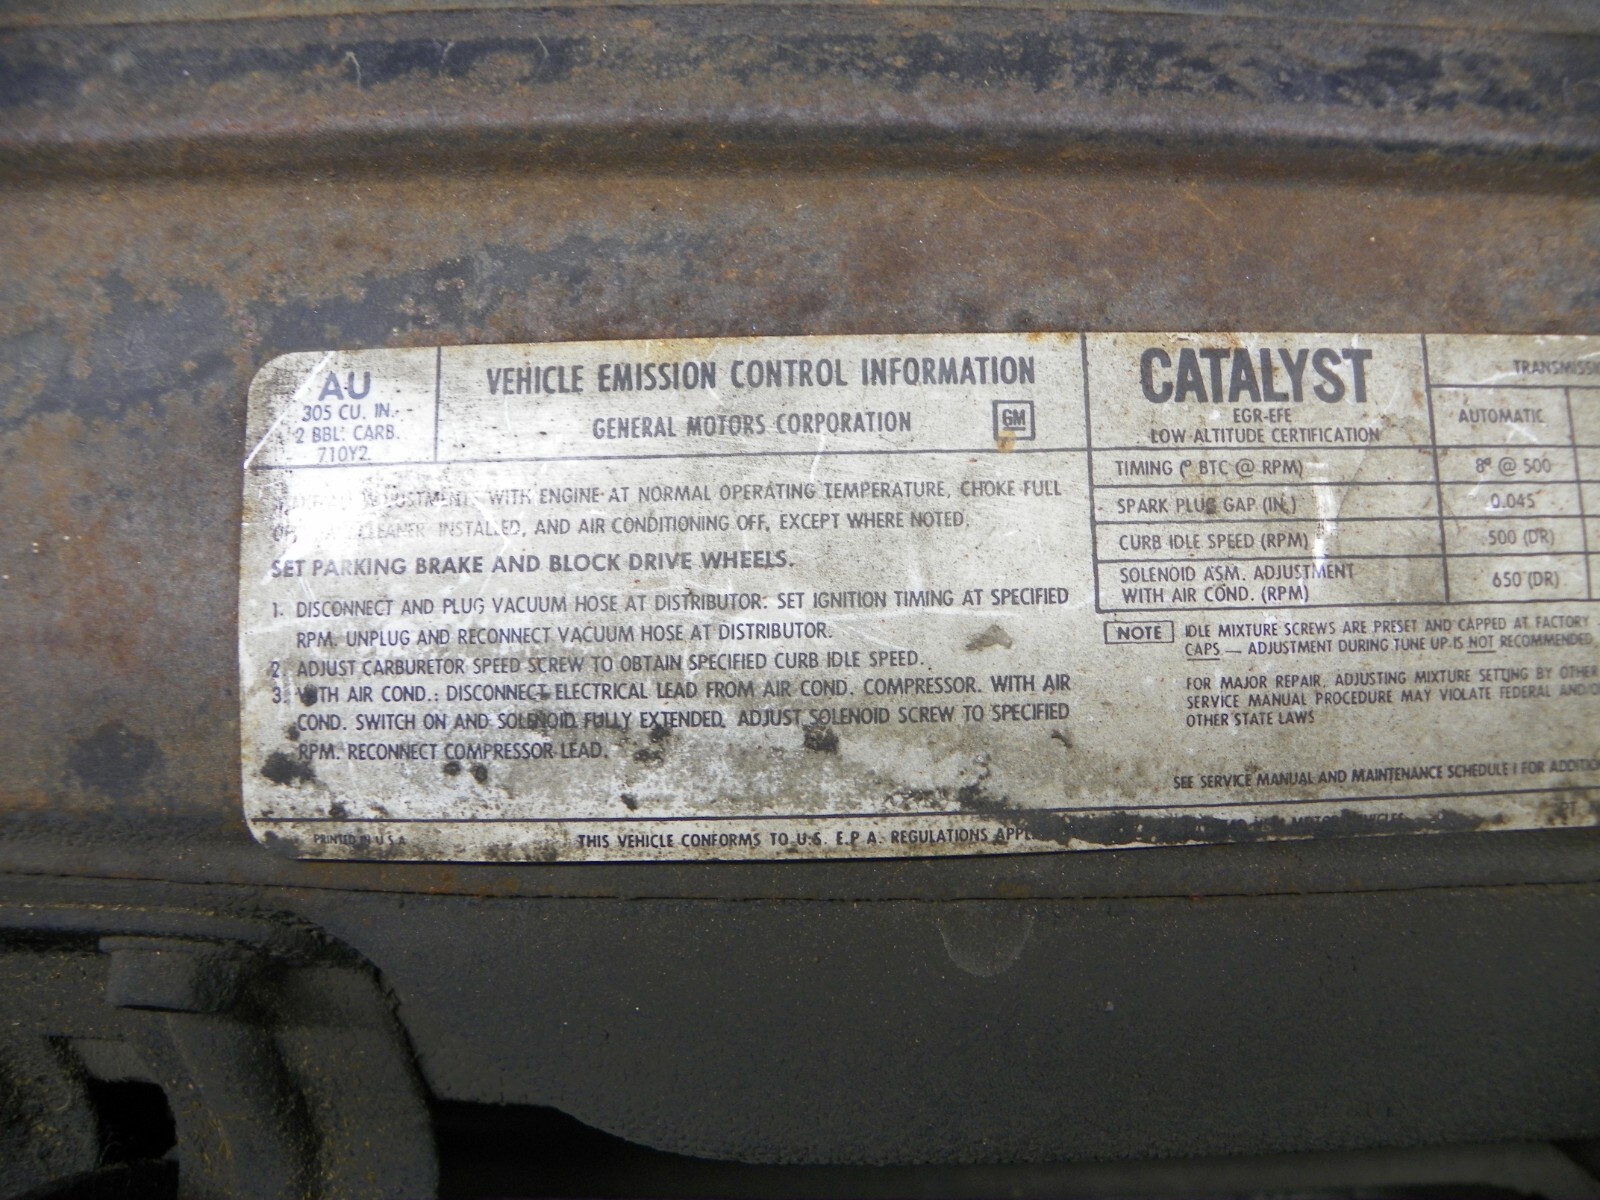 AU
305 CU. IN.
2 BBL. CARB.
710Y2
VEHICLE EMISSION CONTROL INFORMATION
GENERAL MOTORS CORPORATION
GM
WITH ENGINE AT NORMAL OPERATING TEMPERATURE, CHOKE FULL
CLEANER INSTALLED, AND AIR CONDITIONING OFF, EXCEPT WHERE NOTED.
SET PARKING BRAKE AND BLOCK DRIVE WHEELS.
1. DISCONNECT AND PLUG VACUUM HOSE AT DISTRIBUTOR. SET IGNITION TIMING AT SPECIFIED
RPM. UNPLUG AND RECONNECT VACUUM HOSE AT DISTRIBUTOR.
2. ADJUST CARBURETOR SPEED SCREW TO OBTAIN SPECIFIED CURB IDLE SPEED.
3. WITH AIR COND.: DISCONNECT ELECTRICAL LEAD FROM AIR COND. COMPRESSOR. WITH AIR
COND. SWITCH ON AND SOLENOID FULLY EXTENDED, ADJUST SOLENOID SCREW TO SPECIFIED
RPM. RECONNECT COMPRESSOR LEAD.
CATALYST
EGR-EFE
LOW ALTITUDE CERTIFICATION
TRANSMISSI
AUTOMATIC
TIMING (° BTC @ RPM) 8° @ 500
SPARK PLUG GAP (IN.) 0.045
CURB IDLE SPEED (RPM) 500 (DR)
SOLENOID ASM. ADJUSTMENT
WITH AIR COND. (RPM) 650 (DR)
NOTE IDLE MIXTURE SCREWS ARE PRESET AND CAPPED AT FACTORY
CAPS — ADJUSTMENT DURING TUNE UP IS NOT RECOMMENDED
FOR MAJOR REPAIR, ADJUSTING MIXTURE SETTING BY OTHER
SERVICE MANUAL PROCEDURE MAY VIOLATE FEDERAL AND/O
OTHER STATE LAWS
SEE SERVICE MANUAL AND MAINTENANCE SCHEDULE I FOR ADDITIO
PRINTED IN U S A
THIS VEHICLE CONFORMS TO U.S. E.P.A. REGULATIONS APPL
MOTOR VEHICLES
PT